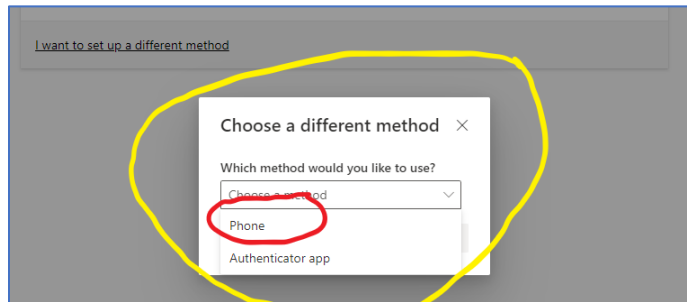 I want to set up a different method
Choose a different method
Which method would you like to use?
Choose a method
Phone
Authenticator app